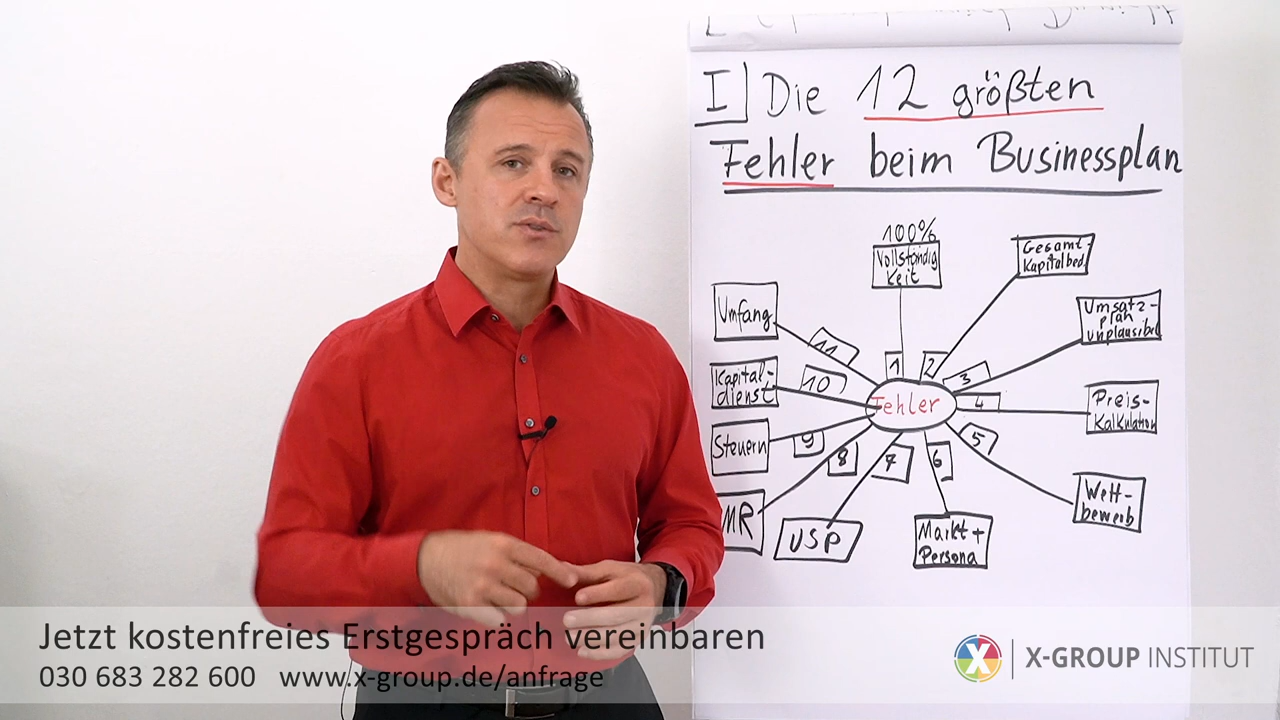 I Die 12 größten
Fehler beim Businessplan
100%
Vollständig
keit
Gesamt
Kapitalbed.
Umsatz-
plan
unplausibel
Umfang
Kapital-
dienst
Preis-
Kalkulation
Steuern
Wett-
bewerb
MR
USP
Markt +
Persona
Fehler
1
2
3
4
5
6
7
8
9
10
11
Jetzt kostenfreies Erstgespräch vereinbaren
030 683 282 600 www.x-group.de/anfrage
X
X-GROUP INSTITUT